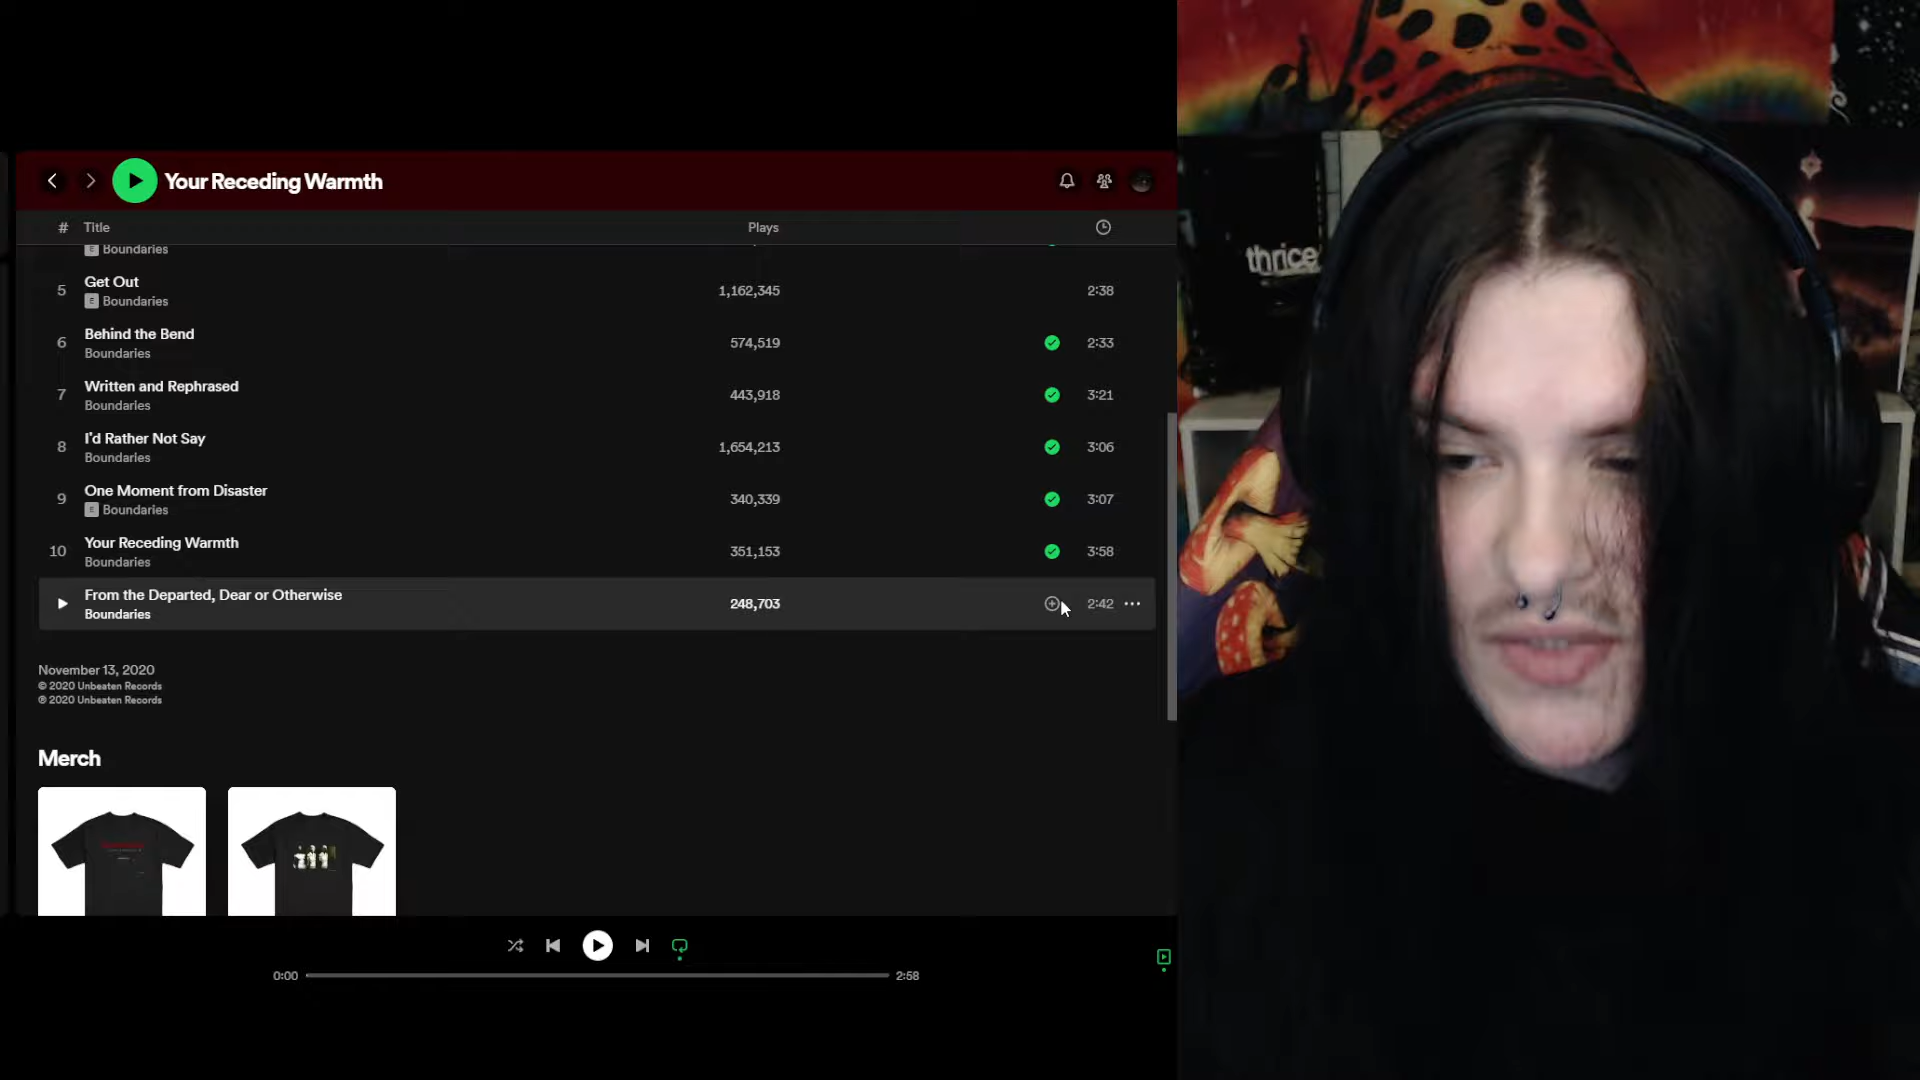 Your Receding Warmth
# Title Plays
E Boundaries
5 Get Out 1,162,345 2:38
E Boundaries
6 Behind the Bend 574,519 2:33
Boundaries
7 Written and Rephrased 443,918 3:21
Boundaries
8 I'd Rather Not Say 1,654,213 3:06
Boundaries
9 One Moment from Disaster 340,339 3:07
E Boundaries
10 Your Receding Warmth 351,153 3:58
Boundaries
From the Departed, Dear or Otherwise 248,703 2:42
Boundaries
November 13, 2020
© 2020 Unbeaten Records
℗ 2020 Unbeaten Records
Merch
0:00 2:58
thrice